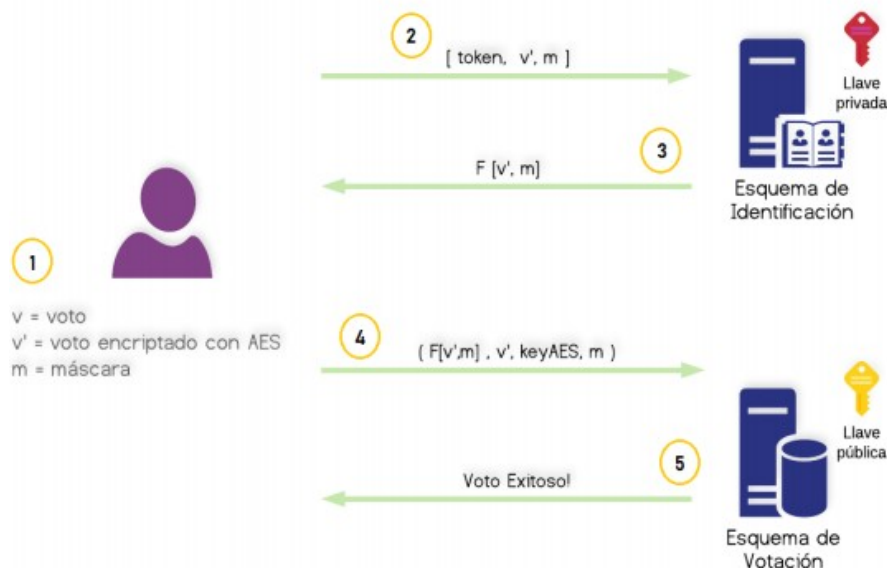 2
[ token, v', m ]
Llave
privada
3
F [v', m]
Esquema de
Identificación
1
v = voto
v' = voto encriptado con AES
m = máscara
4
( F[v',m] , v', keyAES, m )
Llave
pública
5
Voto Exitoso!
Esquema de
Votación